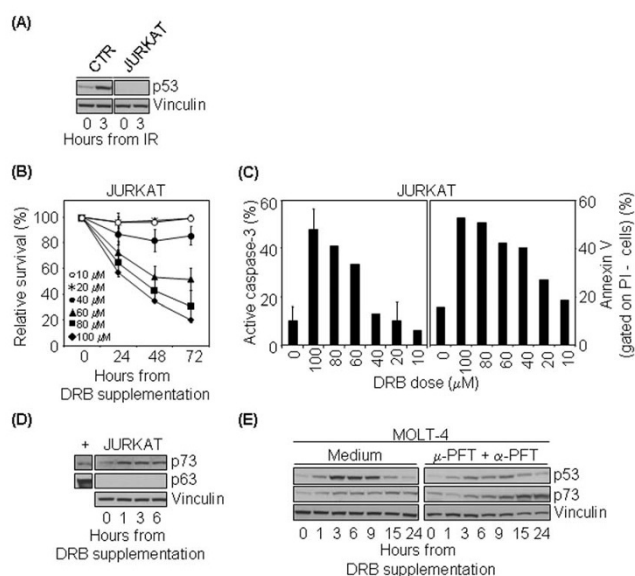 (A)
CTR
JURKAT
p53
Vinculin
0 3 0 3
Hours from IR
(B)
JURKAT
Relative survival (%)
100
80
60
40
20
0
10 µM
20 µM
40 µM
60 µM
80 µM
100 µM
0 24 48 72
Hours from
DRB supplementation
(C)
JURKAT
Active caspase-3 (%)
60
40
20
0
0 100 80 60 40 20 10
0 100 80 60 40 20 10
DRB dose (µM)
60
50
40
30
20
10
0
Annexin V
(gated on PI - cells) (%)
(D)
+ JURKAT
p73
p63
Vinculin
0 1 3 6
Hours from
DRB supplementation
(E)
MOLT-4
Medium µ-PFT + α-PFT
p53
p73
Vinculin
0 1 3 6 9 15 24 0 1 3 6 9 15 24
Hours from
DRB supplementation